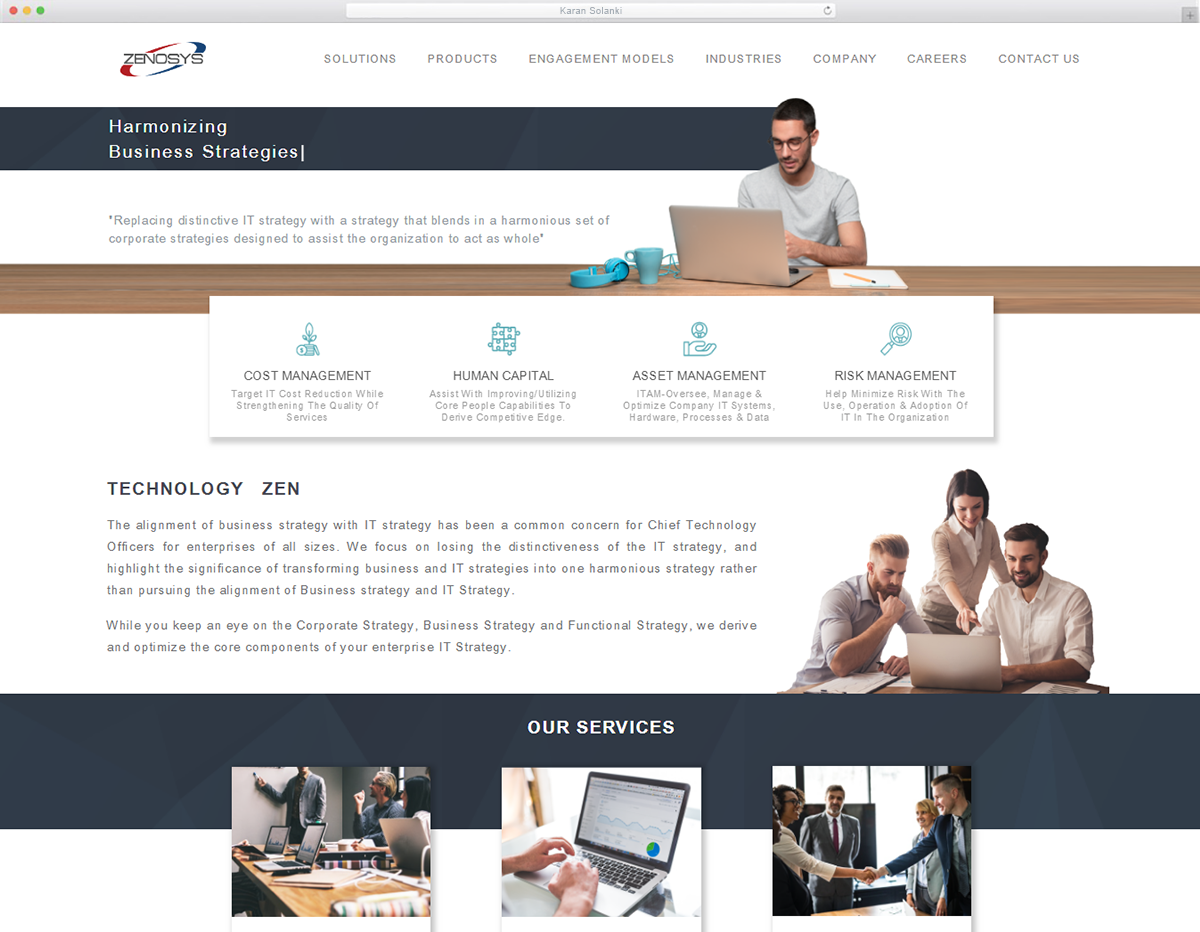 Karan Solanki
ZENOSYS
SOLUTIONS PRODUCTS ENGAGEMENT MODELS INDUSTRIES COMPANY CAREERS CONTACT US
Harmonizing
Business Strategies|
"Replacing distinctive IT strategy with a strategy that blends in a harmonious set of
corporate strategies designed to assist the organization to act as whole"
COST MANAGEMENT
Target IT Cost Reduction While
Strengthening The Quality Of
Services
HUMAN CAPITAL
Assist With Improving/Utilizing
Core People Capabilities To
Derive Competitive Edge.
ASSET MANAGEMENT
ITAM-Oversee, Manage &
Optimize Company IT Systems,
Hardware, Processes & Data
RISK MANAGEMENT
Help Minimize Risk With The
Use, Operation & Adoption Of
IT In The Organization
TECHNOLOGY ZEN
The alignment of business strategy with IT strategy has been a common concern for Chief Technology
Officers for enterprises of all sizes. We focus on losing the distinctiveness of the IT strategy, and
highlight the significance of transforming business and IT strategies into one harmonious strategy rather
than pursuing the alignment of Business strategy and IT Strategy.
While you keep an eye on the Corporate Strategy, Business Strategy and Functional Strategy, we derive
and optimize the core components of your enterprise IT Strategy.
OUR SERVICES